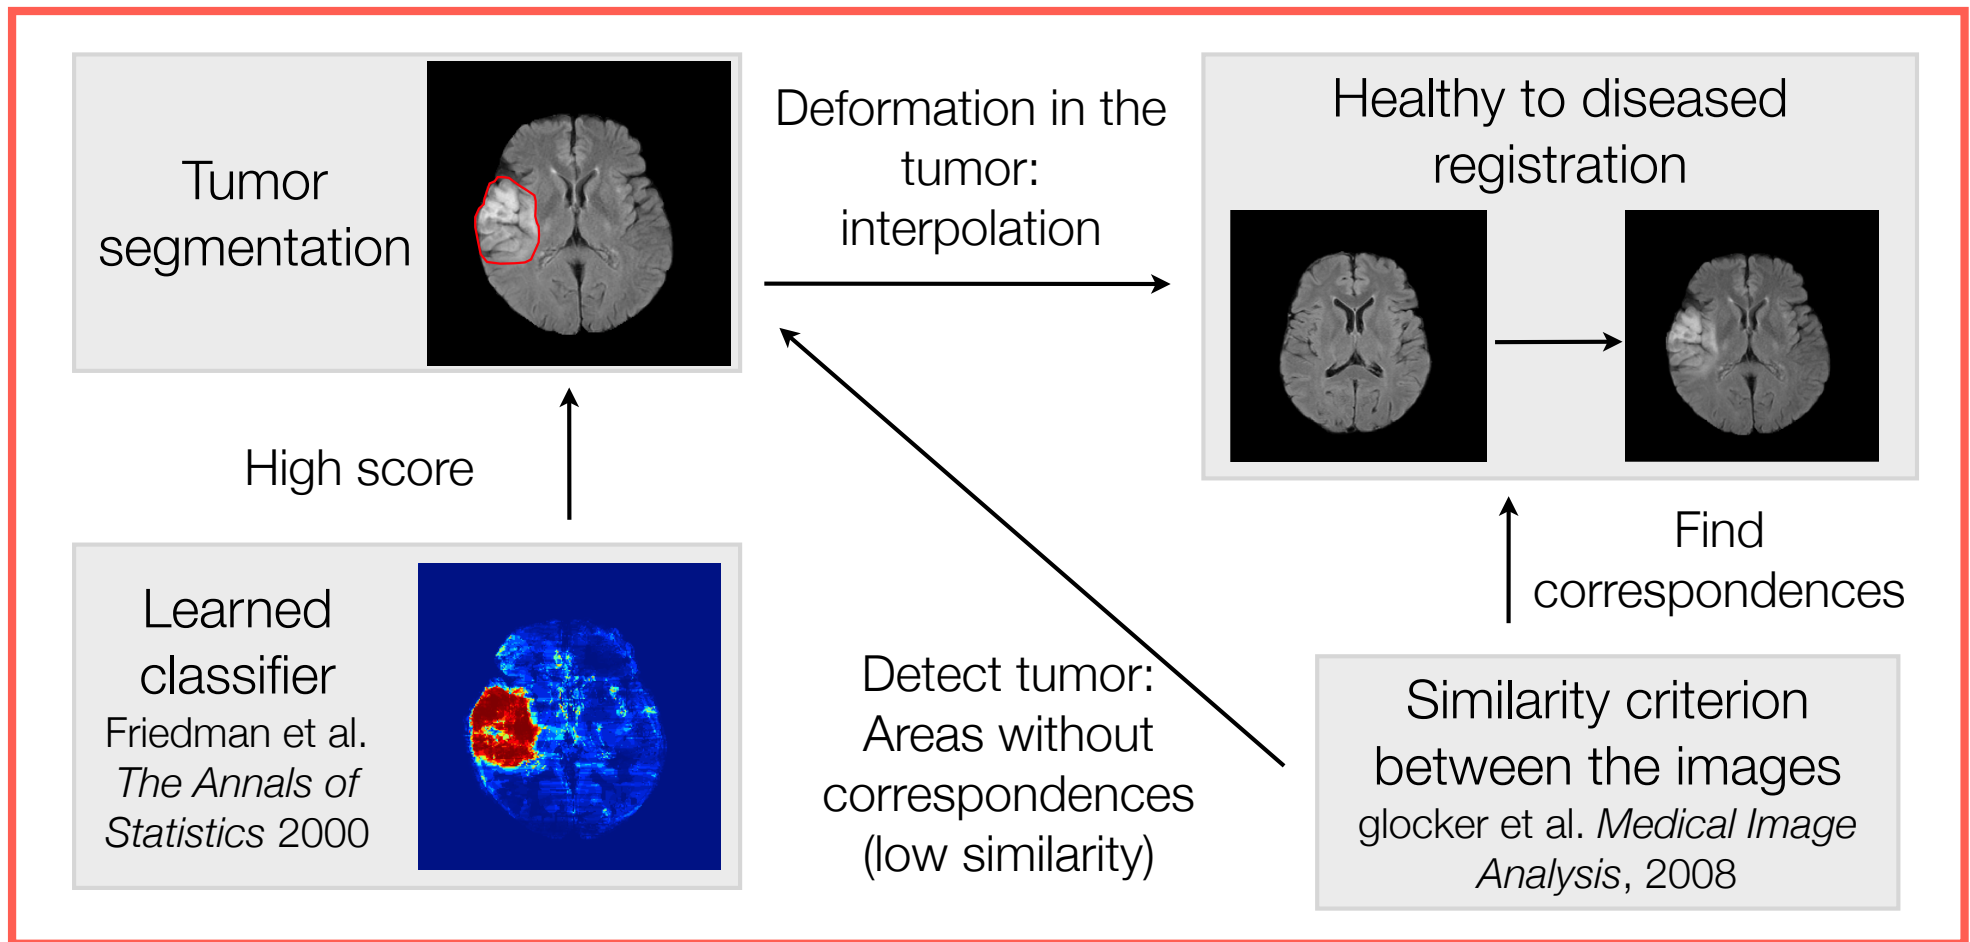 Tumor
segmentation
Deformation in the
tumor:
interpolation
Healthy to diseased
registration
High score
Find
correspondences
Learned
classifier
Friedman et al.
The Annals of
Statistics 2000
Detect tumor:
Areas without
correspondences
(low similarity)
Similarity criterion
between the images
glocker et al. Medical Image
Analysis, 2008